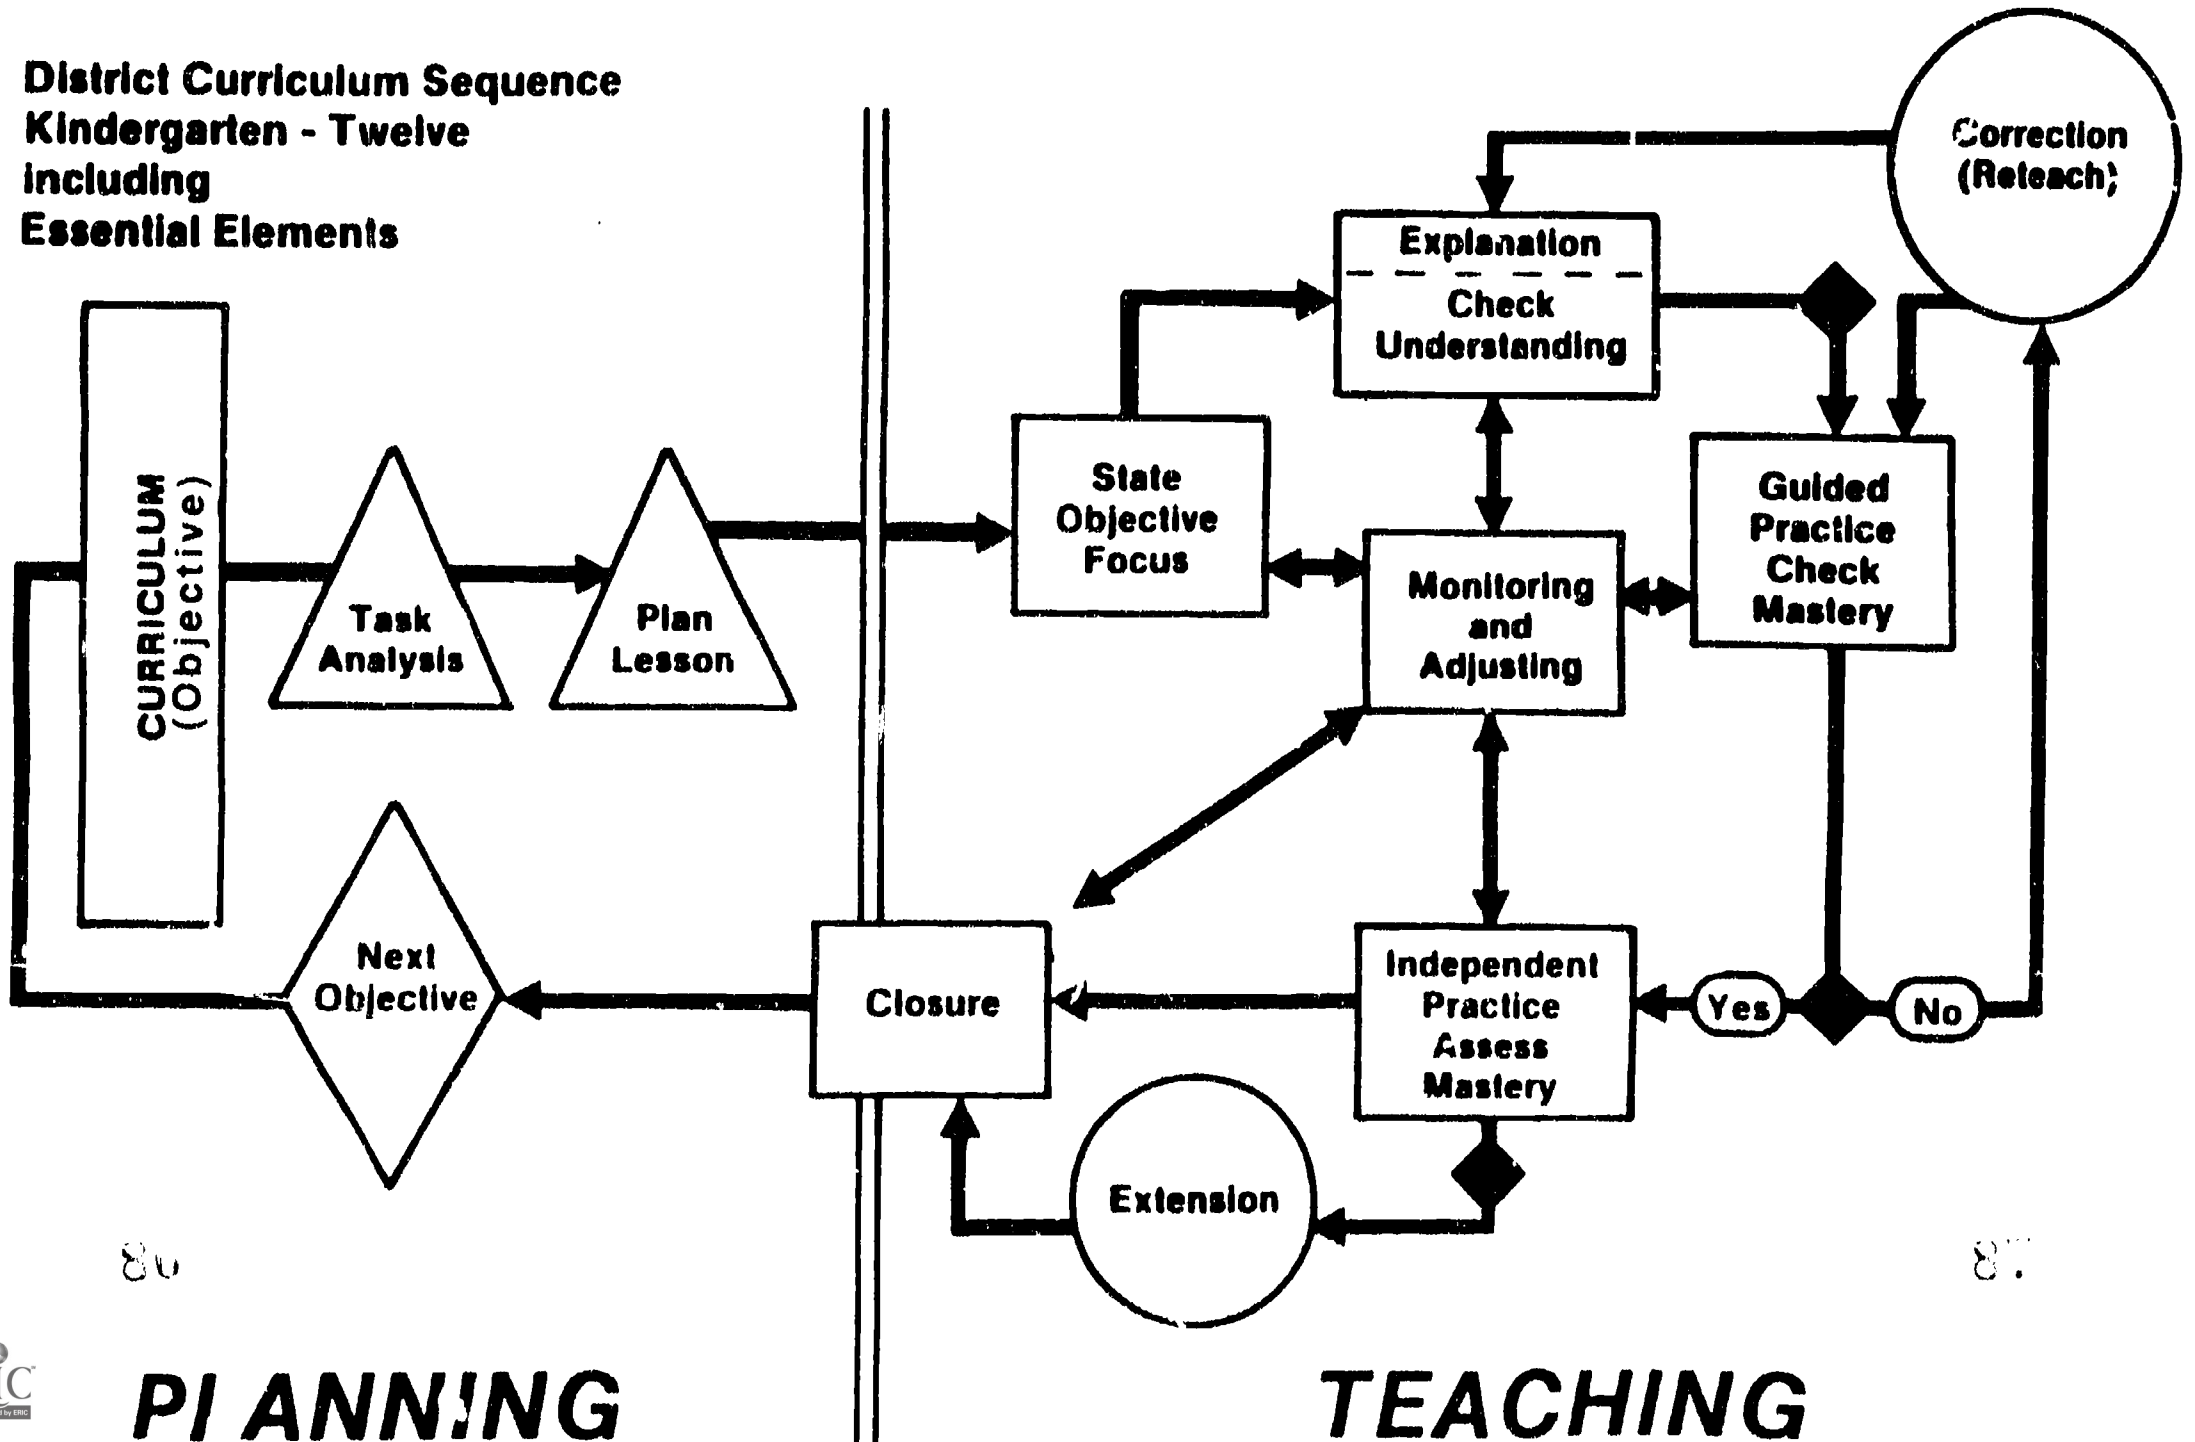 District Curriculum Sequence
Kindergarten - Twelve
including
Essential Elements
CURRICULUM
(Objective)
Task
Analysis
Plan
Lesson
Next
Objective
State
Objective
Focus
Explanation
Check
Understanding
Correction
(Reteach)
Guided
Practice
Check
Mastery
Monitoring
and
Adjusting
Closure
Independent
Practice
Assess
Mastery
Yes
No
Extension
PLANNING
TEACHING